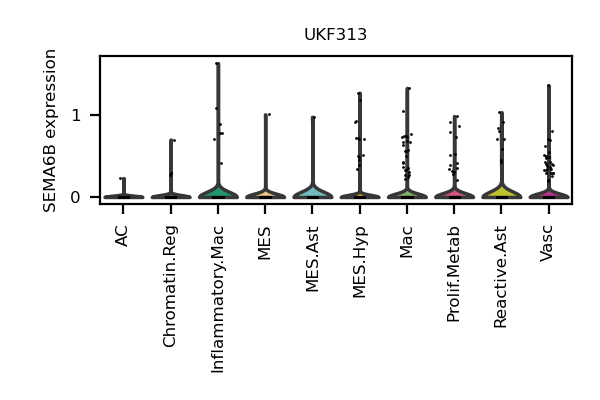 UKF313
SEMA6B expression
1
0
AC
Chromatin.Reg
Inflammatory.Mac
MES
MES.Ast
MES.Hyp
Mac
Prolif.Metab
Reactive.Ast
Vasc